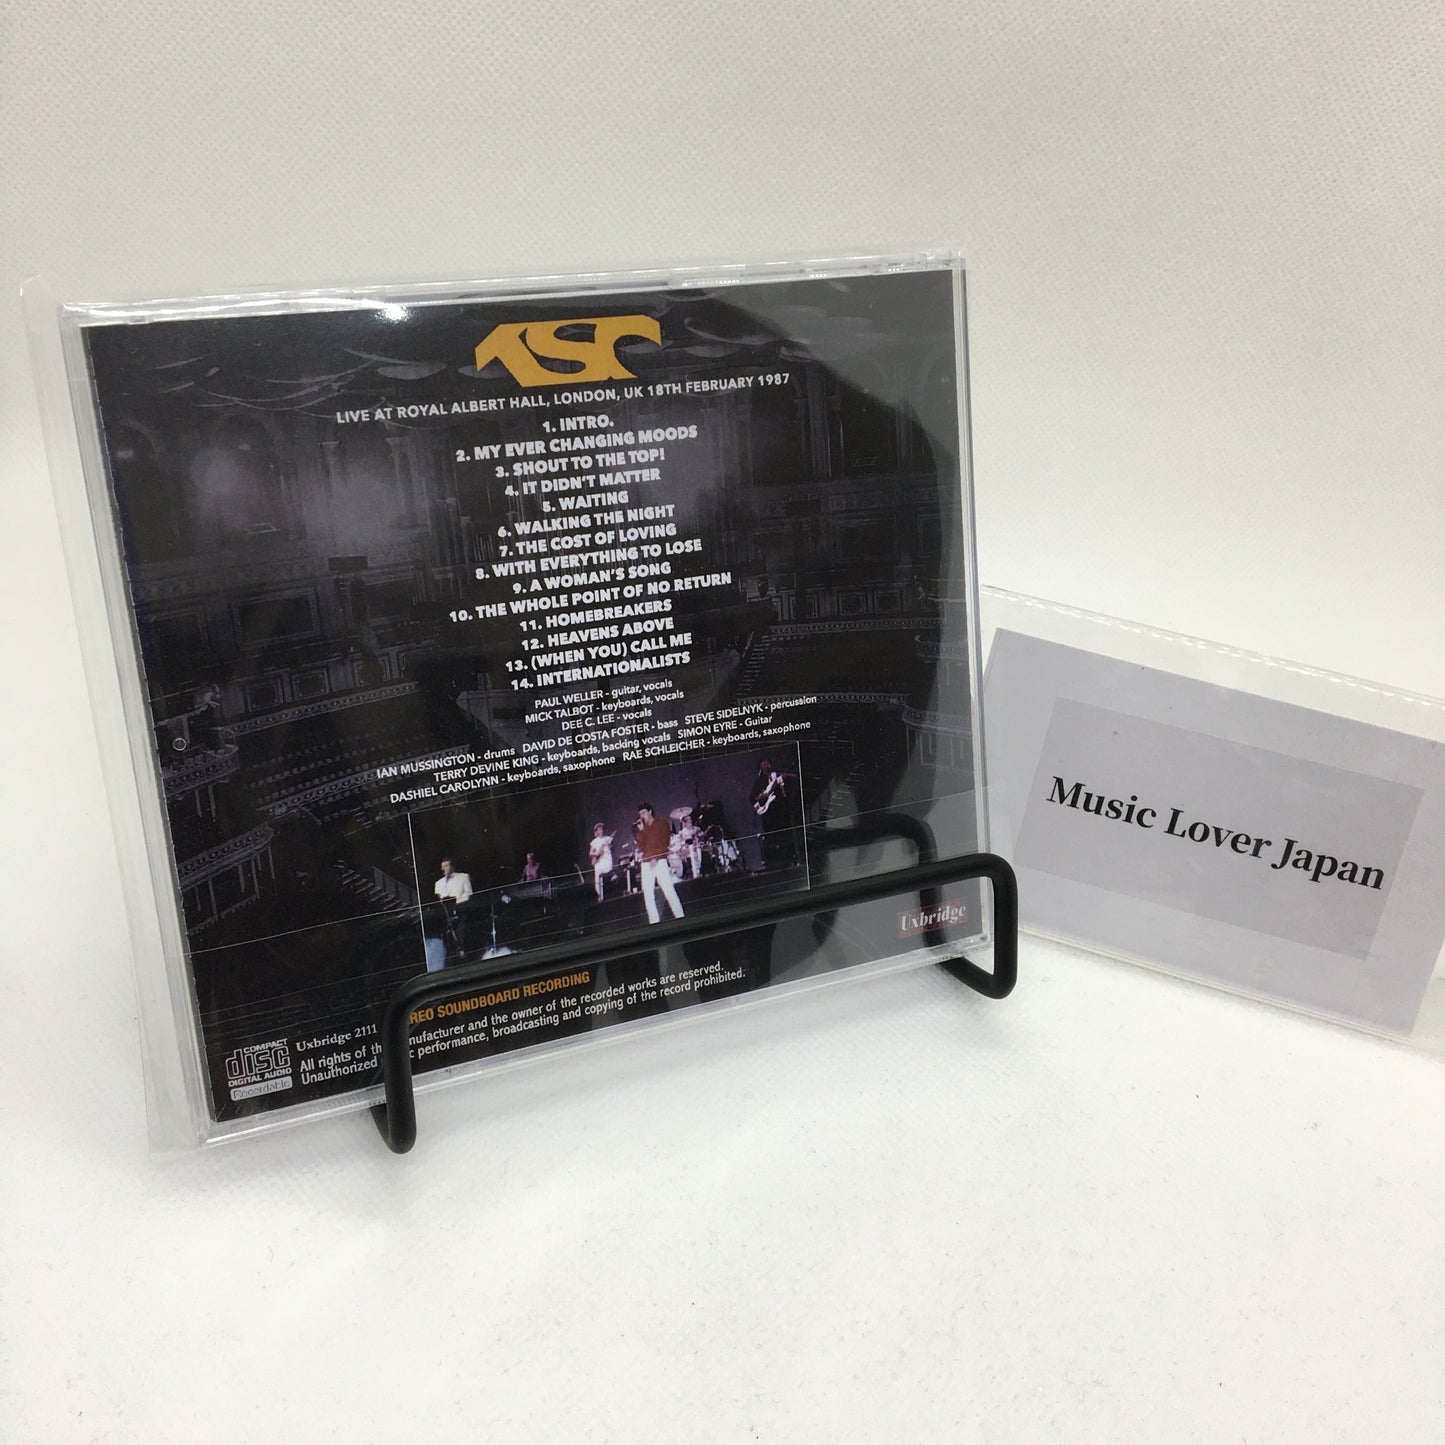 TSC
LIVE AT ROYAL ALBERT HALL, LONDON, UK 18TH FEBRUARY 1987
1. INTRO.
2. MY EVER CHANGING MOODS
3. SHOUT TO THE TOP!
4. IT DIDN'T MATTER
5. WAITING
6. WALKING THE NIGHT
7. THE COST OF LOVING
8. WITH EVERYTHING TO LOSE
9. A WOMAN'S SONG
10. THE WHOLE POINT OF NO RETURN
11. HOMEBREAKERS
12. HEAVENS ABOVE
13. (WHEN YOU) CALL ME
14. INTERNATIONALISTS
PAUL WELLER - guitar, vocals
MICK TALBOT - keyboards, vocals
DEE C. LEE - vocals
IAN MUSSINGTON - drums DAVID DE COSTA FOSTER - bass STEVE SIDELNYK - percussion
TERRY DEVINE KING - keyboards, backing vocals SIMON EYRE - Guitar
DASHIEL CAROLYNN - keyboards, saxophone RAE SCHLEICHER - keyboards, saxophone
Uxbridge
REO SOUNDBOARD RECORDING
COMPACT
disc
DIGITAL AUDIO
Recordable
Uxbridge 2111
All rights of th nufacturer and the owner of the recorded works are reserved.
Unauthorized c performance, broadcasting and copying of the record prohibited.
Music Lover Japan